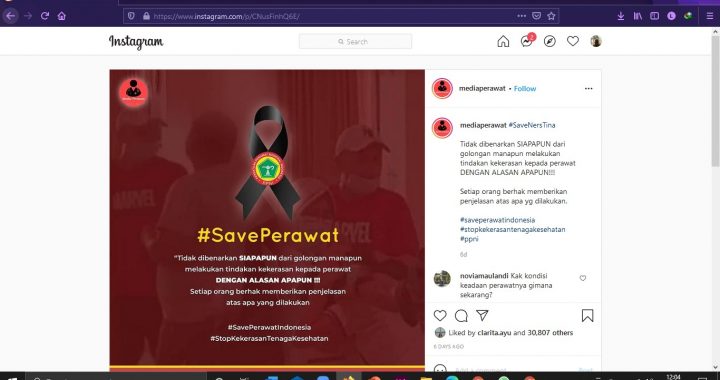 https://www.instagram.com/p/CNusFinhQ6E/
Instagram
Search
#SavePerawat
"Tidak dibenarkan SIAPAPUN dari golongan manapun
melakukan tindakan kekerasan kepada perawat
DENGAN ALASAN APAPUN !!!
Setiap orang berhak memberikan penjelasan
atas apa yang dilakukan
#SavePerawatIndonesia
#StopKekerasanTenagaKesehatan
mediaperawat • Follow
mediaperawat #SaveNersTina
Tidak dibenarkan SIAPAPUN dari
golongan manapun melakukan
tindakan kekerasan kepada perawat
DENGAN ALASAN APAPUN!!!
Setiap orang berhak memberikan
penjelasan atas apa yg dilakukan.
#saveperawatindonesia
#stopkekerasantenagakesehatan
#ppni
6d
noviamaulandi Kak kondisi
keadaan perawatnya gimana
sekarang?
Liked by clarita.ayu and 30,807 others
6 DAYS AGO
Add a comment...
Post
12:04